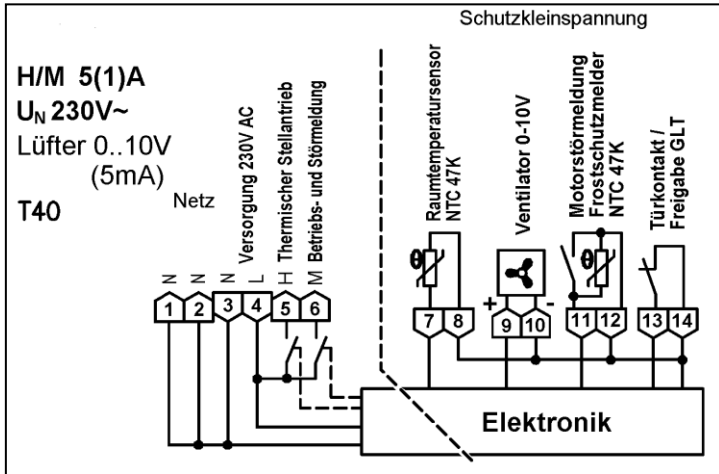 Schutzkleinspannung
H/M 5(1)A
UN 230V~
Lüfter 0..10V
(5mA)
T40
Netz
Versorgung 230V AC
Thermischer Stellantrieb
Betriebs- und Störmeldung
N
N
N
L
H
M
1
2
3
4
5
6
Raumtemperatursensor
NTC 47K
Ventilator 0-10V
Motorstörmeldung
Frostschutzmelder
NTC 47K
Türkontakt /
Freigabe GLT
θ
θ
+
-
7
8
9
10
11
12
13
14
Elektronik